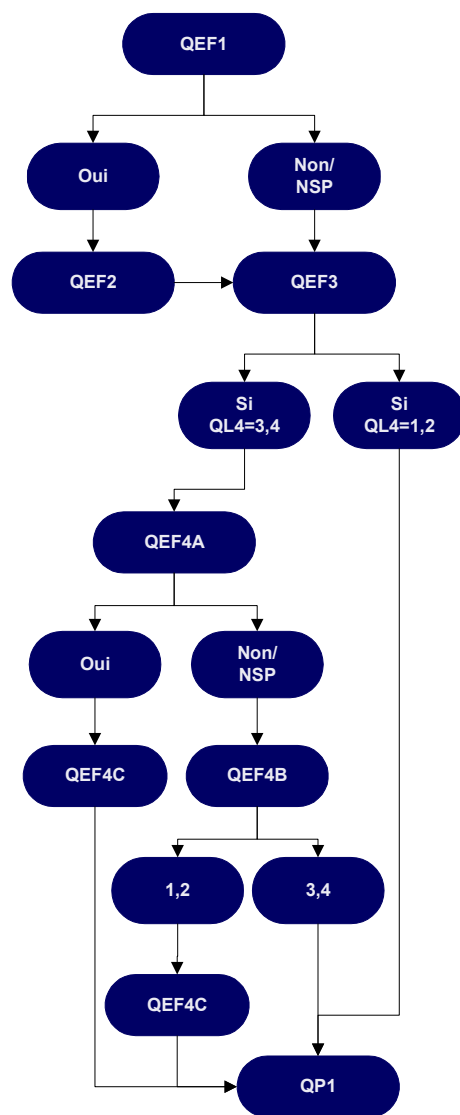 QEF1
Oui
Non/
NSP
QEF2
QEF3
Si
QL4=3,4
Si
QL4=1,2
QEF4A
Oui
Non/
NSP
QEF4C
QEF4B
1,2
3,4
QEF4C
QP1